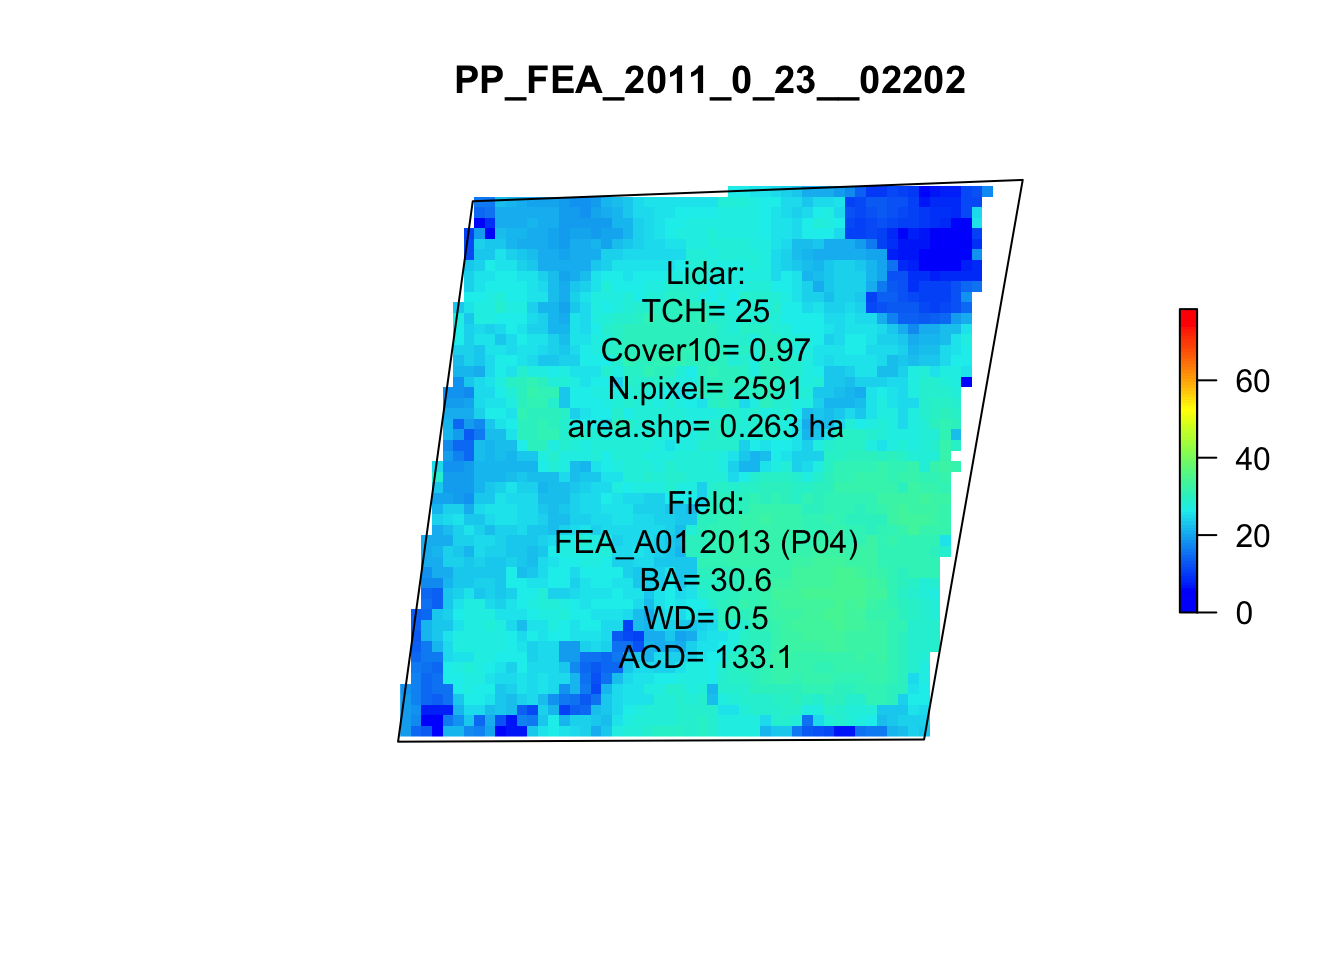 PP_FEA_2011_0_23__02202
Lidar:
TCH= 25
Cover10= 0.97
N.pixel= 2591
area.shp= 0.263 ha
Field:
FEA_A01 2013 (P04)
BA= 30.6
WD= 0.5
ACD= 133.1
60
40
20
0